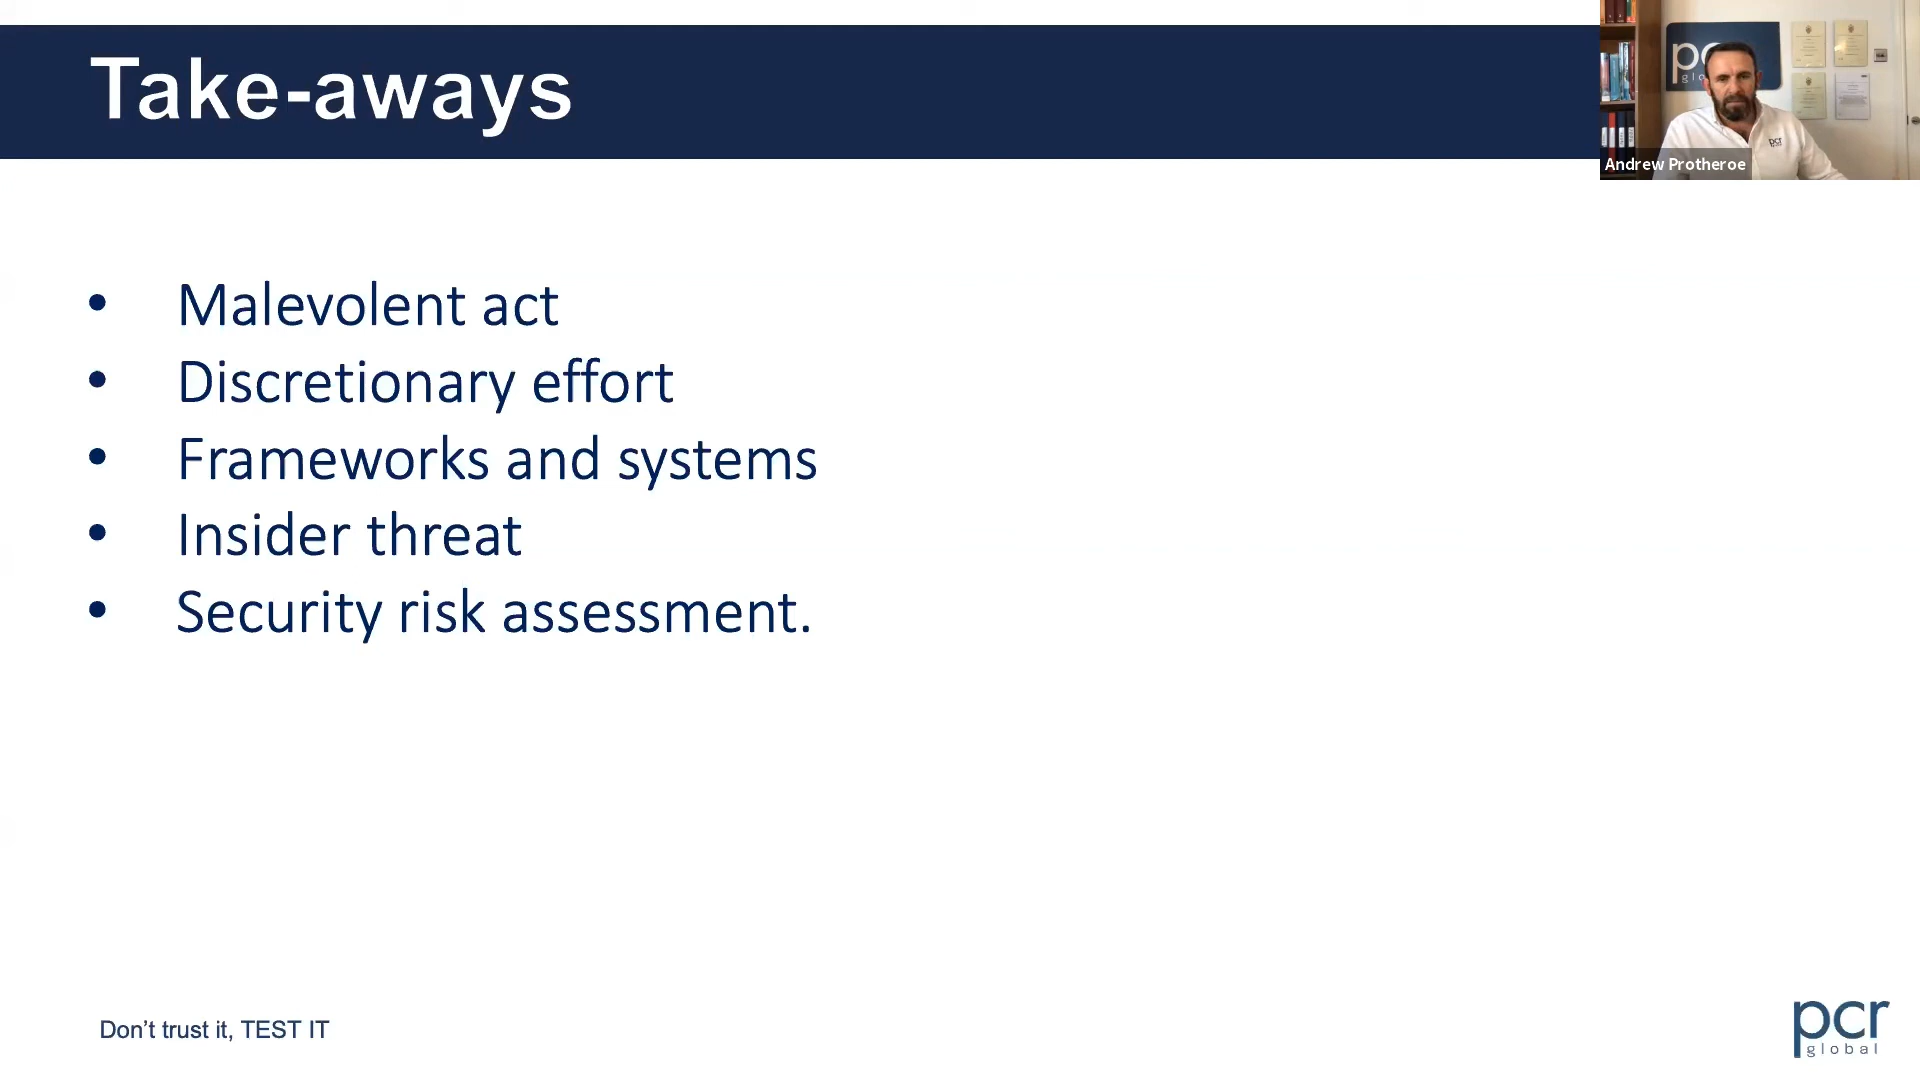 Take-aways
Andrew Protheroe
• Malevolent act
• Discretionary effort
• Frameworks and systems
• Insider threat
• Security risk assessment.
Don’t trust it, TEST IT
pcr
global